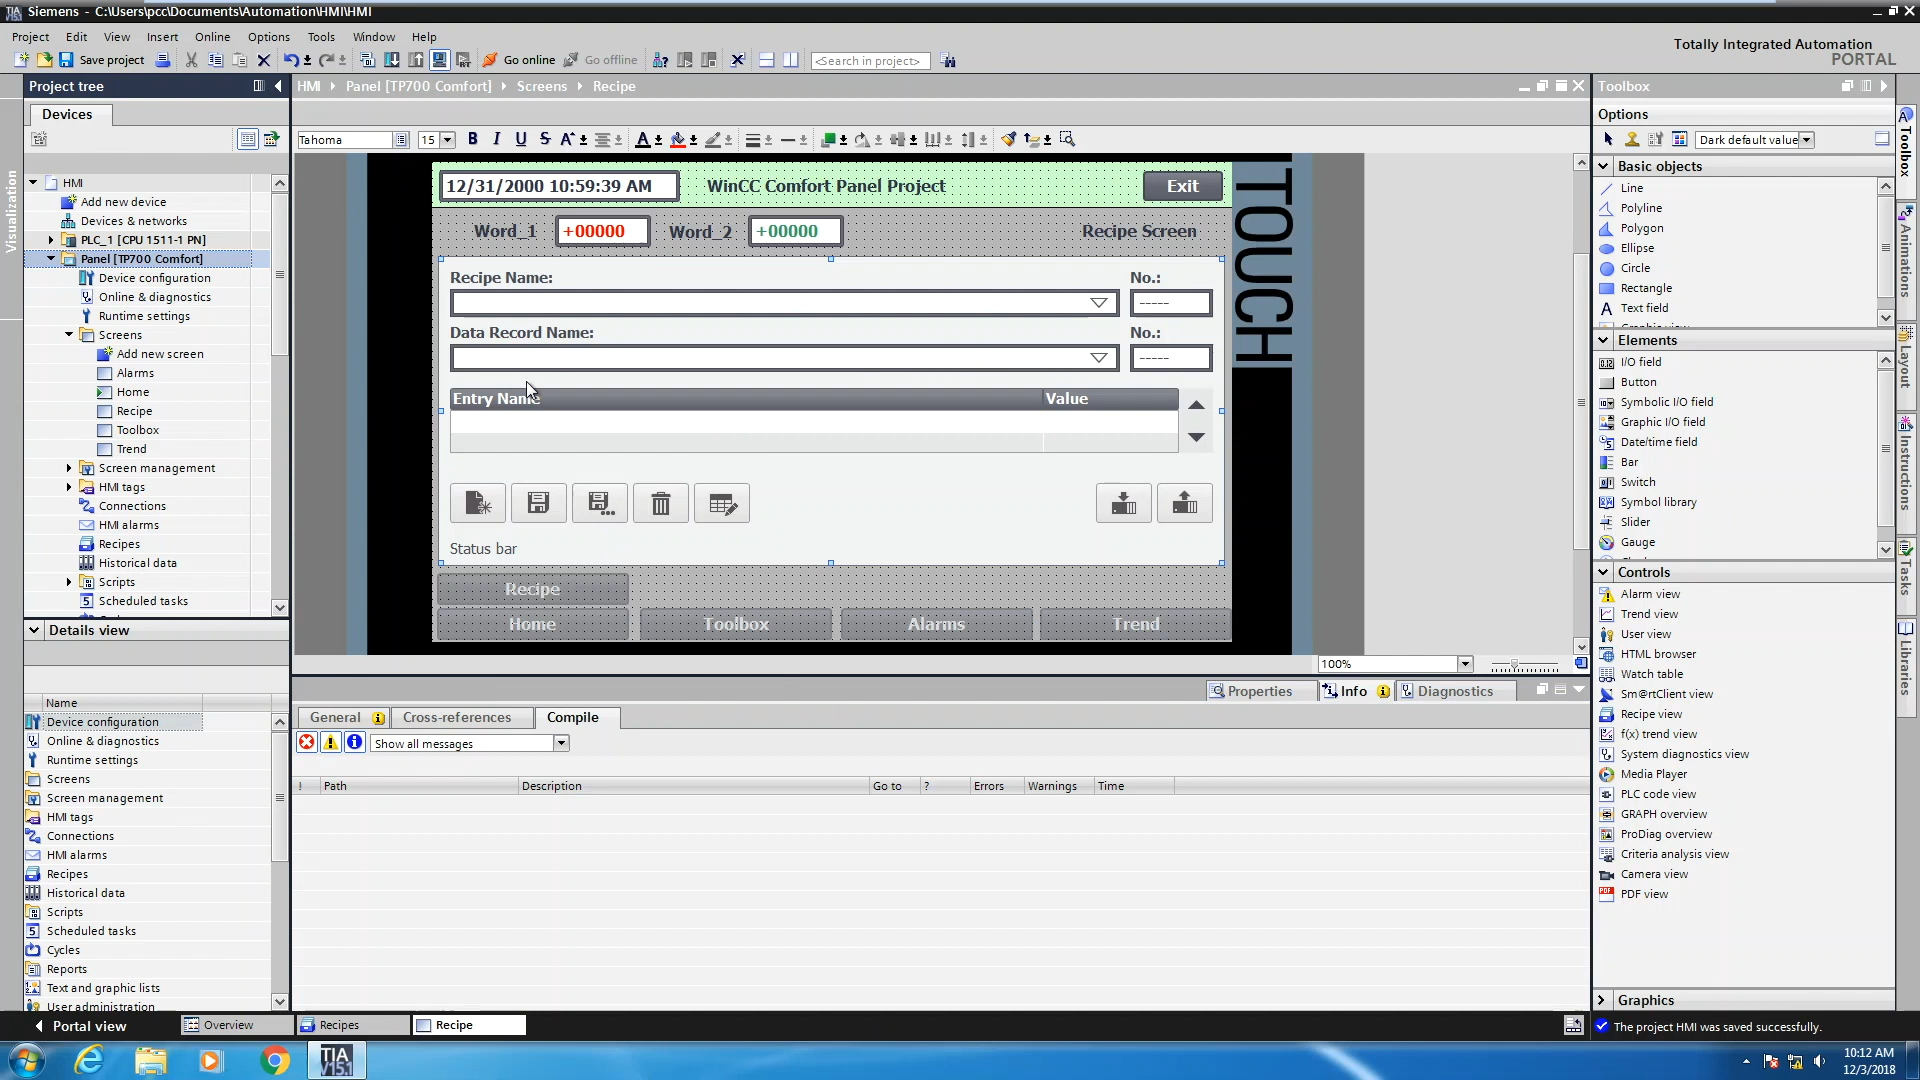 Siemens - C:\Users\pcc\Documents\Automation\HMI\HMI
Project Edit View Insert Online Options Tools Window Help
Totally Integrated Automation
PORTAL
Save project
Go online
Go offline
<Search in project>
Project tree
HMI Panel [TP700 Comfort] Screens Recipe
Toolbox
Devices
Options
Tahoma
15
B I U S A
Dark default value
Visualization
HMI
Add new device
Devices & networks
PLC_1 [CPU 1511-1 PN]
Panel [TP700 Comfort]
Device configuration
Online & diagnostics
Runtime settings
Screens
Add new screen
Alarms
Home
Recipe
Toolbox
Trend
Screen management
HMI tags
Connections
HMI alarms
Recipes
Historical data
Scripts
Scheduled tasks
12/31/2000 10:59:39 AM
WinCC Comfort Panel Project
Exit
Word_1
+00000
Word_2
+00000
Recipe Screen
TOUCH
Recipe Name:
No.:
-----
Data Record Name:
No.:
-----
Entry Name
Value
Status bar
Recipe
Home
Toolbox
Alarms
Trend
100%
Basic objects
Line
Polyline
Polygon
Ellipse
Circle
Rectangle
Text field
Elements
I/O field
Button
Symbolic I/O field
Graphic I/O field
Date/time field
Bar
Switch
Symbol library
Slider
Gauge
Controls
Alarm view
Trend view
User view
HTML browser
Watch table
Sm@rtClient view
Recipe view
f(x) trend view
System diagnostics view
Media Player
PLC code view
GRAPH overview
ProDiag overview
Criteria analysis view
Camera view
PDF view
Graphics
Toolbox
Animations
Layout
Instructions
Tasks
Libraries
Details view
Name
Device configuration
Online & diagnostics
Runtime settings
Screens
Screen management
HMI tags
Connections
HMI alarms
Recipes
Historical data
Scripts
Scheduled tasks
Cycles
Reports
Text and graphic lists
User administration
Properties
Info
Diagnostics
General
Cross-references
Compile
Show all messages
! Path Description Go to ? Errors Warnings Time
Portal view
Overview
Recipes
Recipe
The project HMI was saved successfully.
TIA
V15.1
10:12 AM
12/3/2018